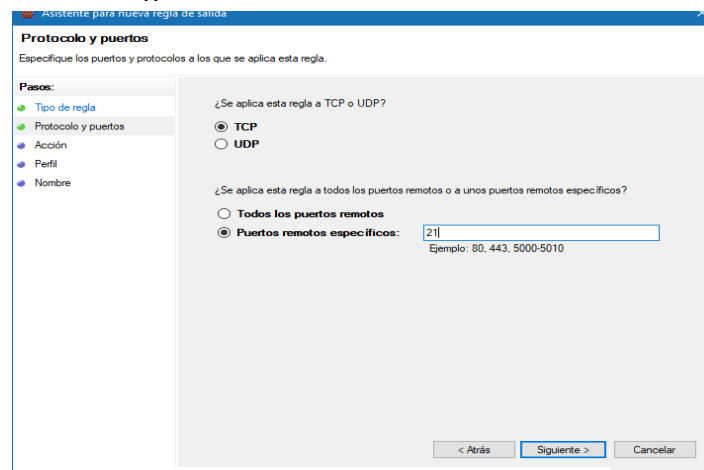 Asistente para nueva regla de salida
Protocolo y puertos
Especifique los puertos y protocolos a los que se aplica esta regla.
Pasos:
Tipo de regla
Protocolo y puertos
Acción
Perfil
Nombre
¿Se aplica esta regla a TCP o UDP?
TCP
UDP
¿Se aplica esta regla a todos los puertos remotos o a unos puertos remotos específicos?
Todos los puertos remotos
Puertos remotos específicos: 21
Ejemplo: 80, 443, 5000-5010
< Atrás Siguiente > Cancelar